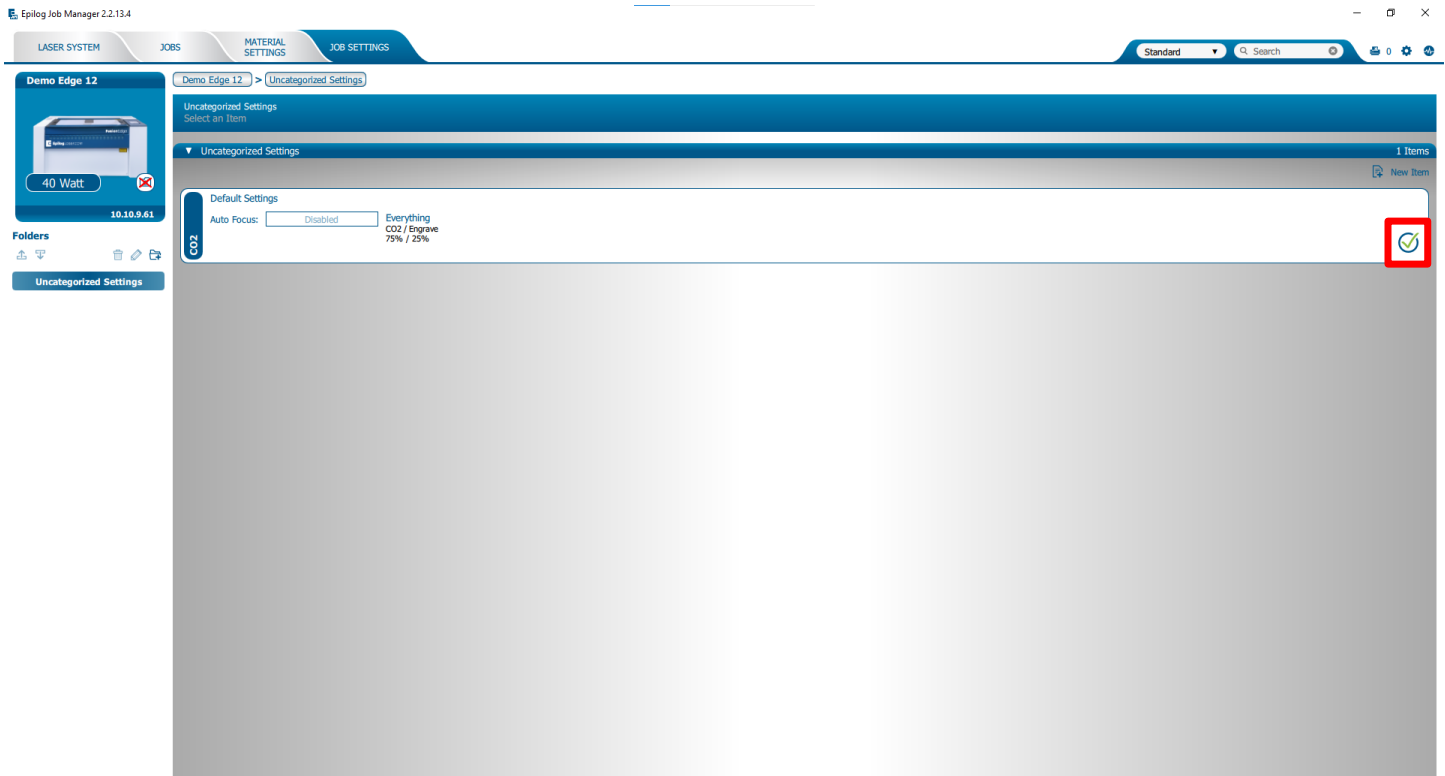 Epilog Job Manager 2.2.13.4
LASER SYSTEM
JOBS
MATERIAL
SETTINGS
JOB SETTINGS
Standard
Search
0
Demo Edge 12
Demo Edge 12 > Uncategorized Settings
Uncategorized Settings
Select an Item
Uncategorized Settings
1 Items
New Item
40 Watt
10.10.9.61
Folders
Uncategorized Settings
CO2
Default Settings
Auto Focus: Disabled
Everything
CO2 / Engrave
75% / 25%